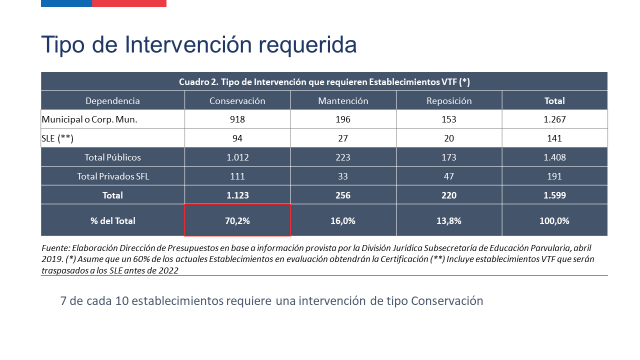 Tipo de Intervención requerida
Cuadro 2. Tipo de Intervención que requieren Establecimientos VTF (*)
Dependencia Conservación Mantención Reposición Total
Municipal o Corp. Mun. 918 196 153 1.267
SLE (**) 94 27 20 141
Total Públicos 1.012 223 173 1.408
Total Privados SFL 111 33 47 191
Total 1.123 256 220 1.599
% del Total 70,2% 16,0% 13,8% 100,0%
Fuente: Elaboración Dirección de Presupuestos en base a información provista por la División Jurídica Subsecretaría de Educación Parvularia, abril
2019. (*) Asume que un 60% de los actuales Establecimientos en evaluación obtendrán la Certificación (**) Incluye establecimientos VTF que serán
traspasados a los SLE antes de 2022
7 de cada 10 establecimientos requiere una intervención de tipo Conservación